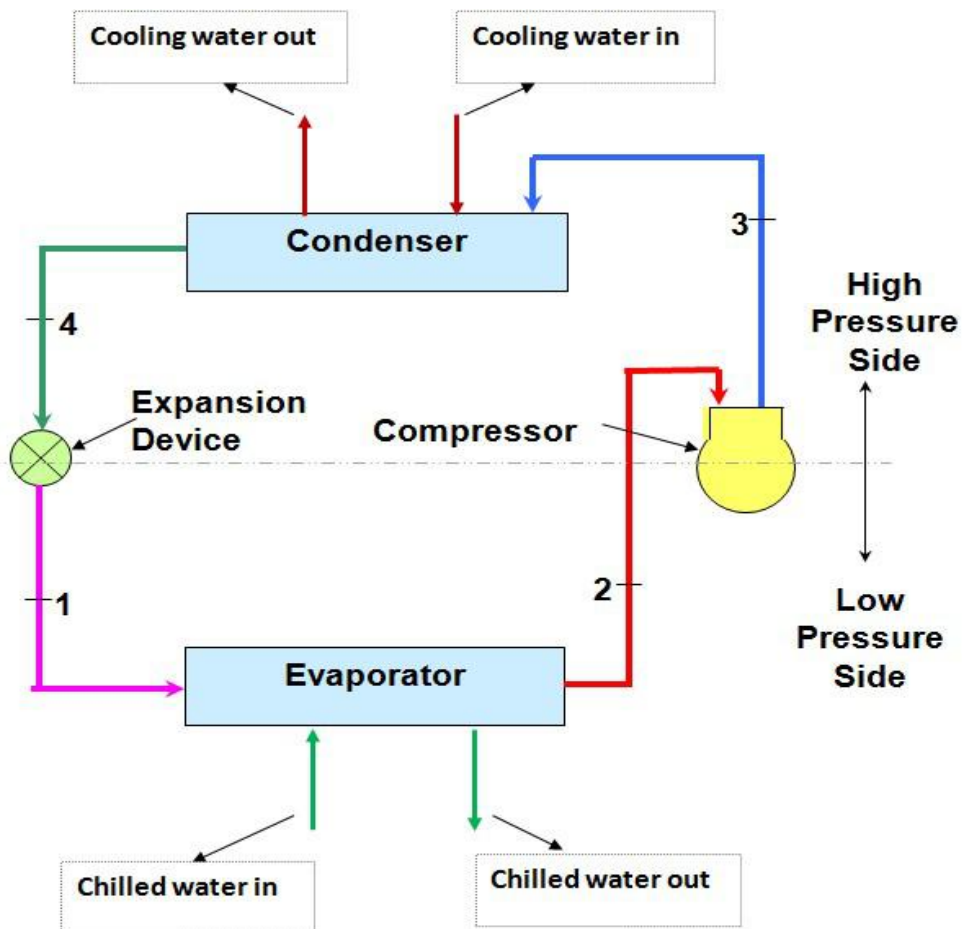 Cooling water out
Cooling water in
Condenser
3
High
Pressure
Side
4
Expansion
Device
Compressor
1
2
Low
Pressure
Side
Evaporator
Chilled water in
Chilled water out